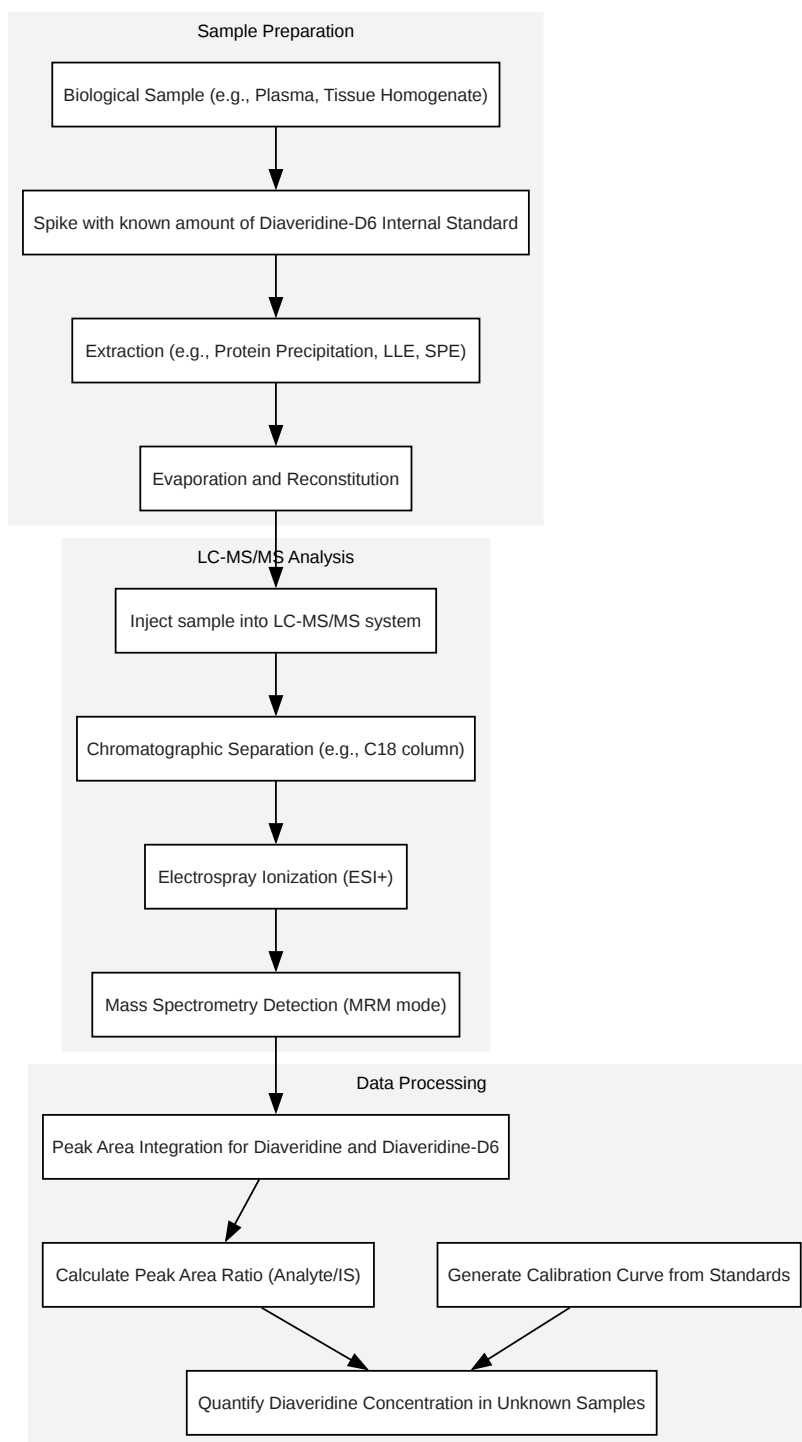 Sample Preparation
Biological Sample (e.g., Plasma, Tissue Homogenate)
Spike with known amount of Diaveridine-D6 Internal Standard
Extraction (e.g., Protein Precipitation, LLE, SPE)
Evaporation and Reconstitution
LC-MS/MS Analysis
Inject sample into LC-MS/MS system
Chromatographic Separation (e.g., C18 column)
Electrospray Ionization (ESI+)
Mass Spectrometry Detection (MRM mode)
Data Processing
Peak Area Integration for Diaveridine and Diaveridine-D6
Calculate Peak Area Ratio (Analyte/IS)
Generate Calibration Curve from Standards
Quantify Diaveridine Concentration in Unknown Samples